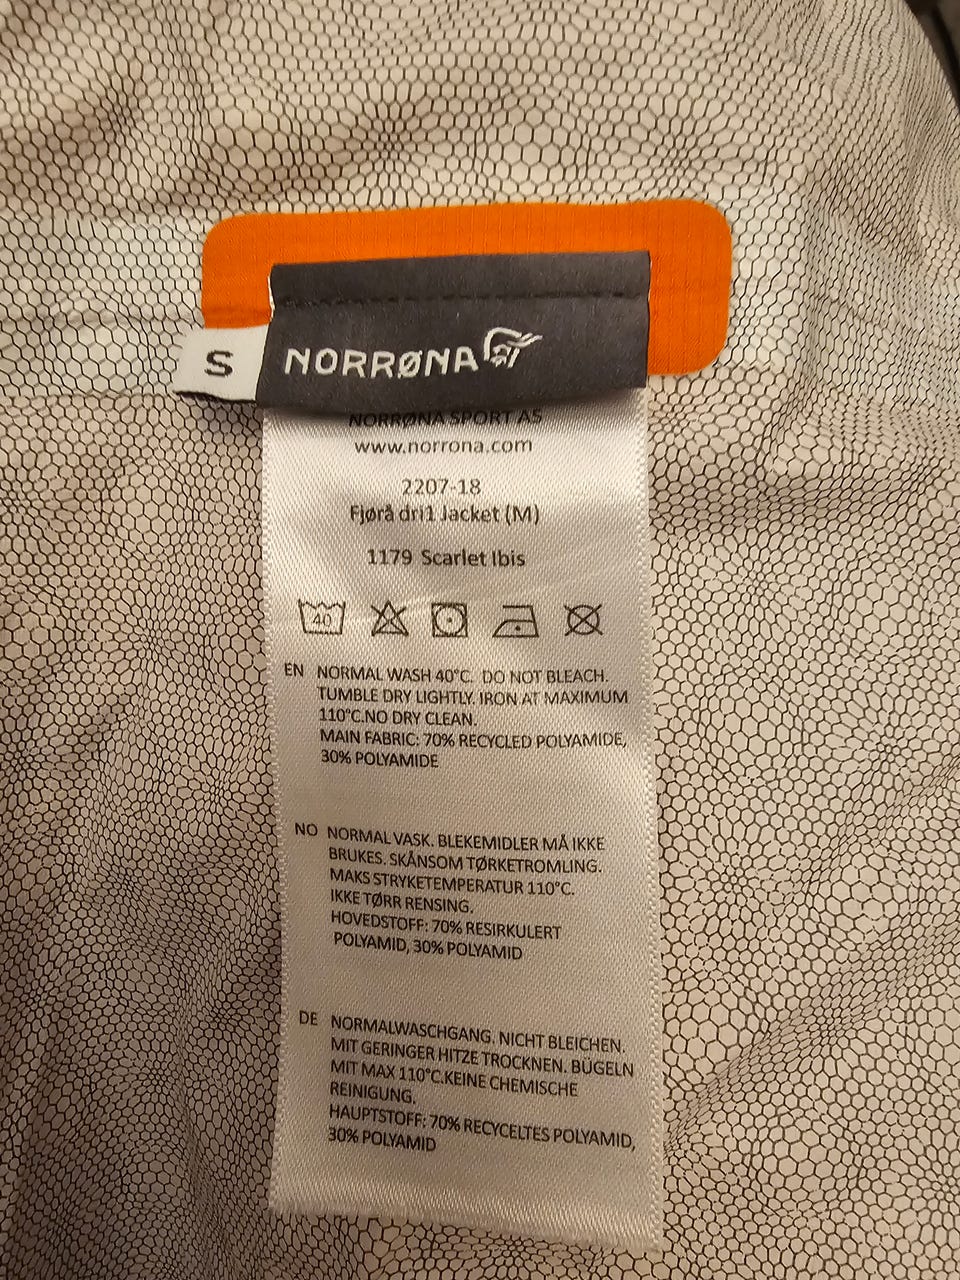 S
NORRØNA
NORRØNA SPORT AS
www.norrona.com
2207-18
Fjørå dri1 Jacket (M)
1179 Scarlet Ibis
40
EN NORMAL WASH 40°C. DO NOT BLEACH.
TUMBLE DRY LIGHTLY. IRON AT MAXIMUM
110°C.NO DRY CLEAN.
MAIN FABRIC: 70% RECYCLED POLYAMIDE,
30% POLYAMIDE
NO NORMAL VASK. BLEKEMIDLER MÅ IKKE
BRUKES. SKÅNSOM TØRKETROMLING.
MAKS STRYKETEMPERATUR 110°C.
IKKE TØRR RENSING.
HOVEDSTOFF: 70% RESIRKULERT
POLYAMID, 30% POLYAMID
DE NORMALWASCHGANG. NICHT BLEICHEN.
MIT GERINGER HITZE TROCKNEN. BÜGELN
MIT MAX 110°C.KEINE CHEMISCHE
REINIGUNG.
HAUPTSTOFF: 70% RECYCELTES POLYAMID,
30% POLYAMID